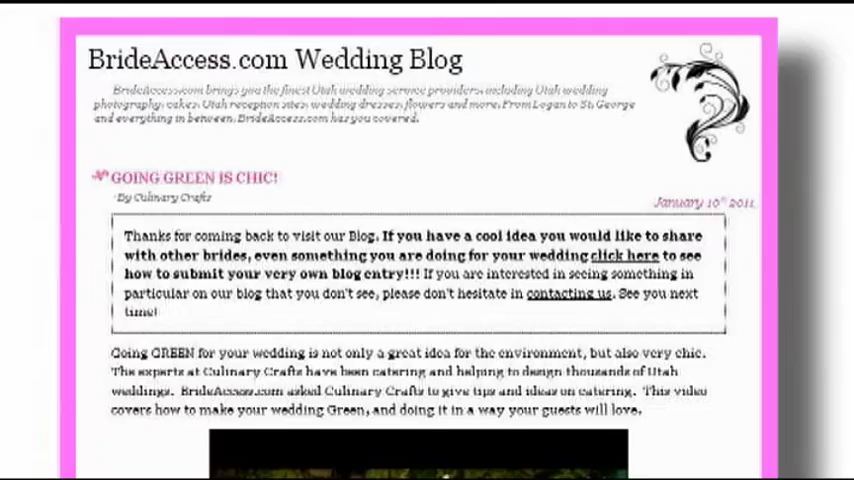 BrideAccess.com Wedding Blog
BrideAccess.com brings you the finest Utah wedding service providers, including Utah wedding
photography, cakes, Utah reception sites, wedding dresses, flowers and more. From Logan to St. George
and everything in between, BrideAccess.com has you covered.
GOING GREEN IS CHIC!
-By Culinary Crafts
January 10th 2011
Thanks for coming back to visit our Blog. If you have a cool idea you would like to share
with other brides, even something you are doing for your wedding click here to see
how to submit your very own blog entry!!! If you are interested in seeing something in
particular on our blog that you don't see, please don't hesitate in contacting us. See you next
time!
Going GREEN for your wedding is not only a great idea for the environment, but also very chic.
The experts at Culinary Crafts have been catering and helping to design thousands of Utah
weddings. BrideAccess.com asked Culinary Crafts to give tips and ideas on catering. This video
covers how to make your wedding Green, and doing it in a way your guests will love.